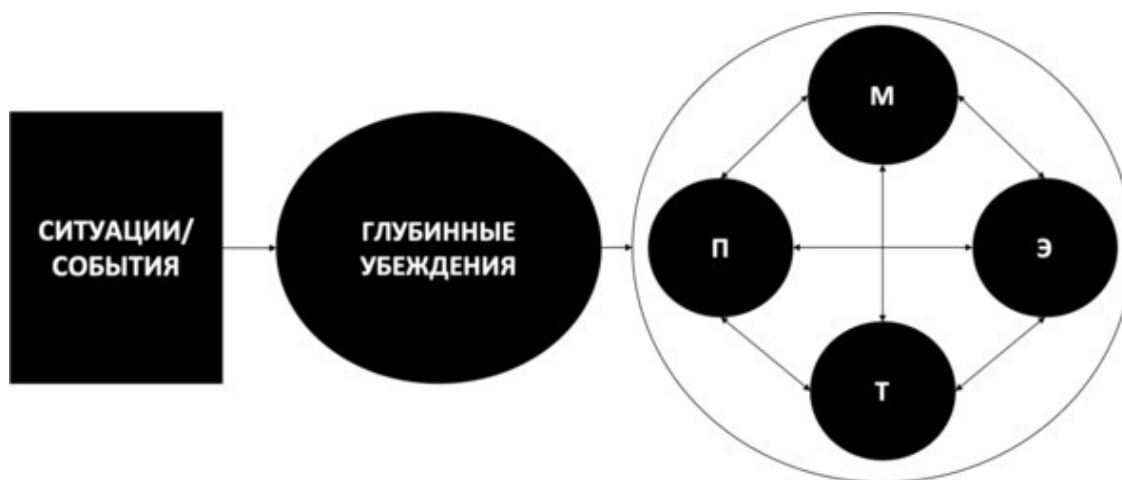 СИТУАЦИИ/
СОБЫТИЯ
ГЛУБИННЫЕ
УБЕЖДЕНИЯ
М
П
Э
Т